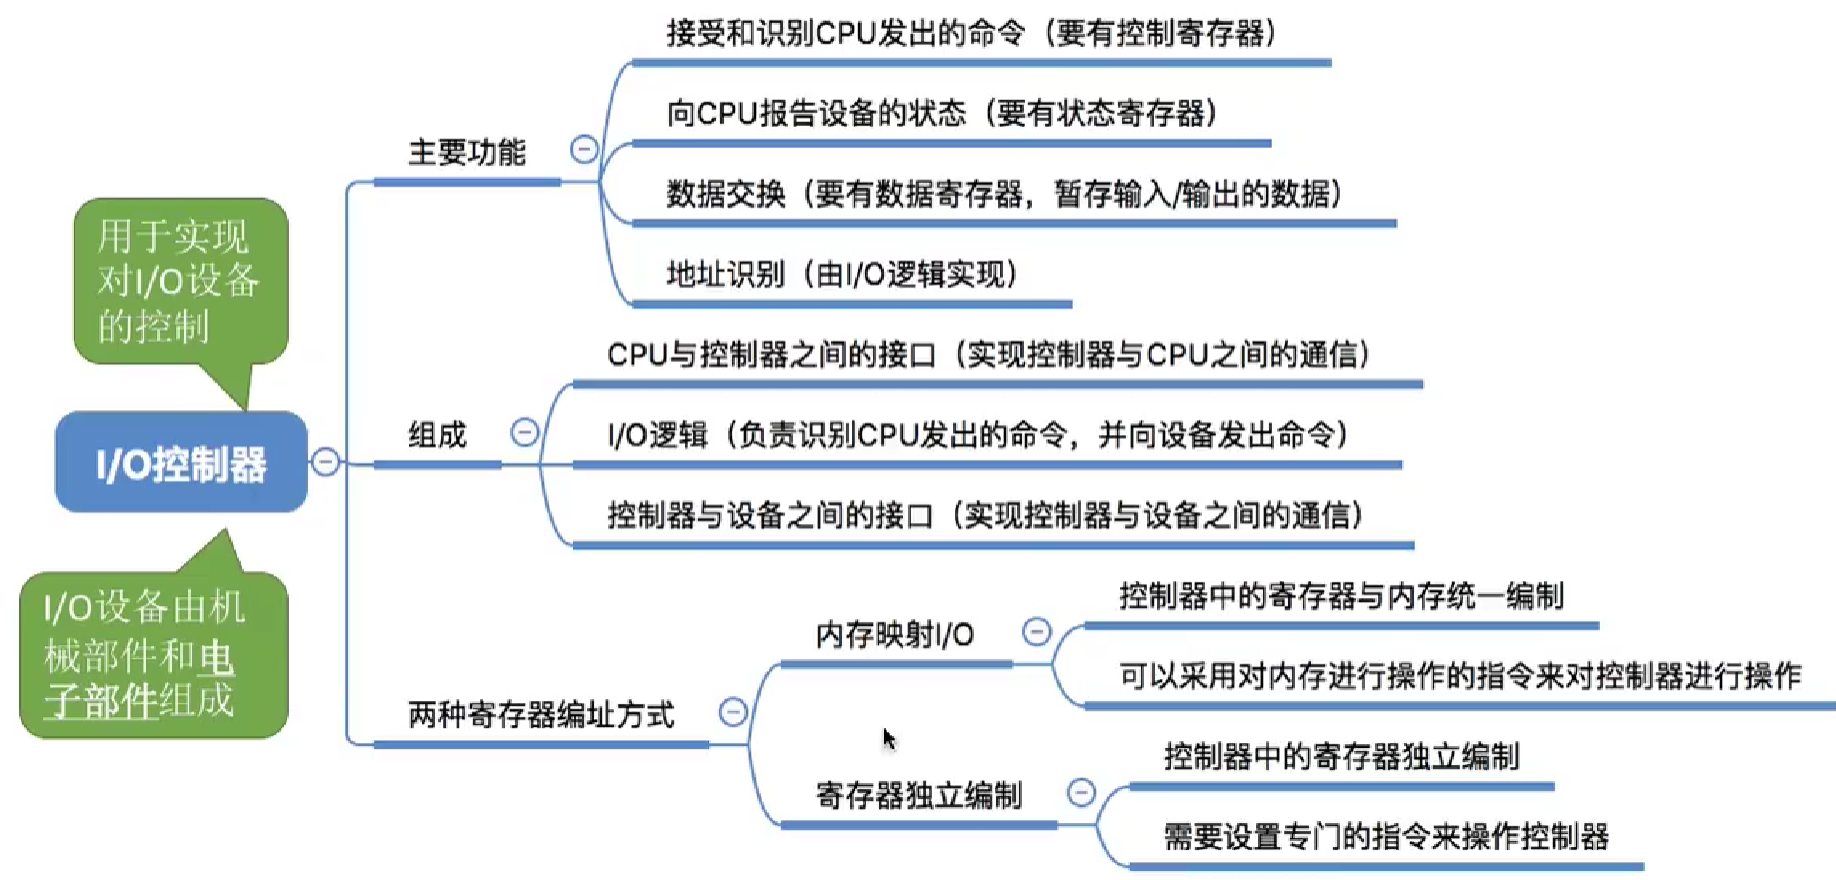 接受和识别CPU发出的命令（要有控制寄存器）
向CPU报告设备的状态（要有状态寄存器）
主要功能
数据交换（要有数据寄存器，暂存输入/输出的数据）
地址识别（由I/O逻辑实现）
用于实现
对I/O设备
的控制
CPU与控制器之间的接口（实现控制器与CPU之间的通信）
组成
I/O逻辑（负责识别CPU发出的命令，并向设备发出命令）
I/O控制器
控制器与设备之间的接口（实现控制器与设备之间的通信）
I/O设备由机
械部件和电
子部件组成
控制器中的寄存器与内存统一编制
内存映射I/O
可以采用对内存进行操作的指令来对控制器进行操作
两种寄存器编址方式
控制器中的寄存器独立编制
寄存器独立编制
需要设置专门的指令来操作控制器